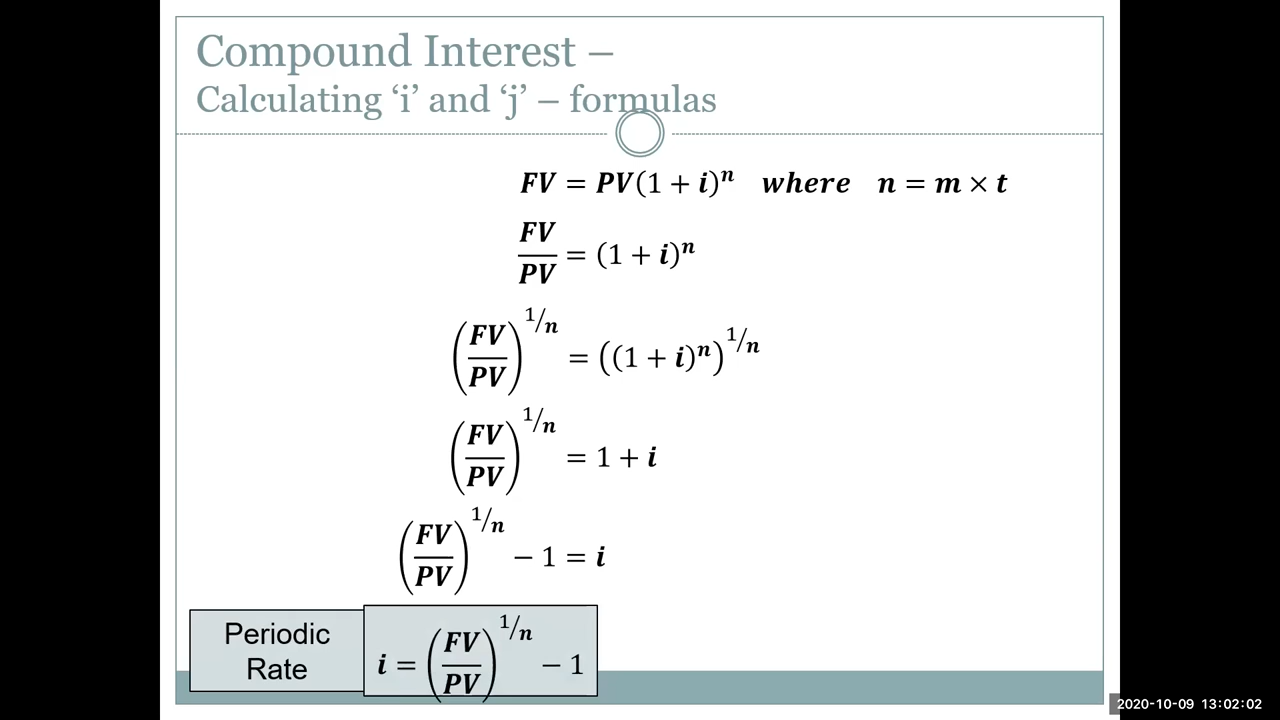 Compound Interest –
Calculating ‘i’ and ‘j’ – formulas
FV = PV(1 + i)ⁿ where n = m × t
FV/PV = (1 + i)ⁿ
(FV/PV)^(1/n) = ((1 + i)ⁿ)^(1/n)
(FV/PV)^(1/n) = 1 + i
(FV/PV)^(1/n) − 1 = i
Periodic
Rate
i = (FV/PV)^(1/n) − 1
2020-10-09 13:02:02